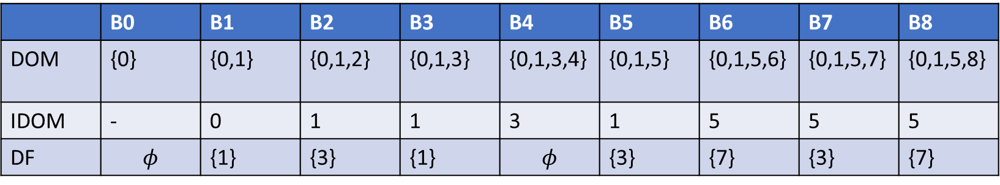 B0 B1 B2 B3 B4 B5 B6 B7 B8
DOM {0} {0,1} {0,1,2} {0,1,3} {0,1,3,4} {0,1,5} {0,1,5,6} {0,1,5,7} {0,1,5,8}
IDOM - 0 1 1 3 1 5 5 5
DF ϕ {1} {3} {1} ϕ {3} {7} {3} {7}